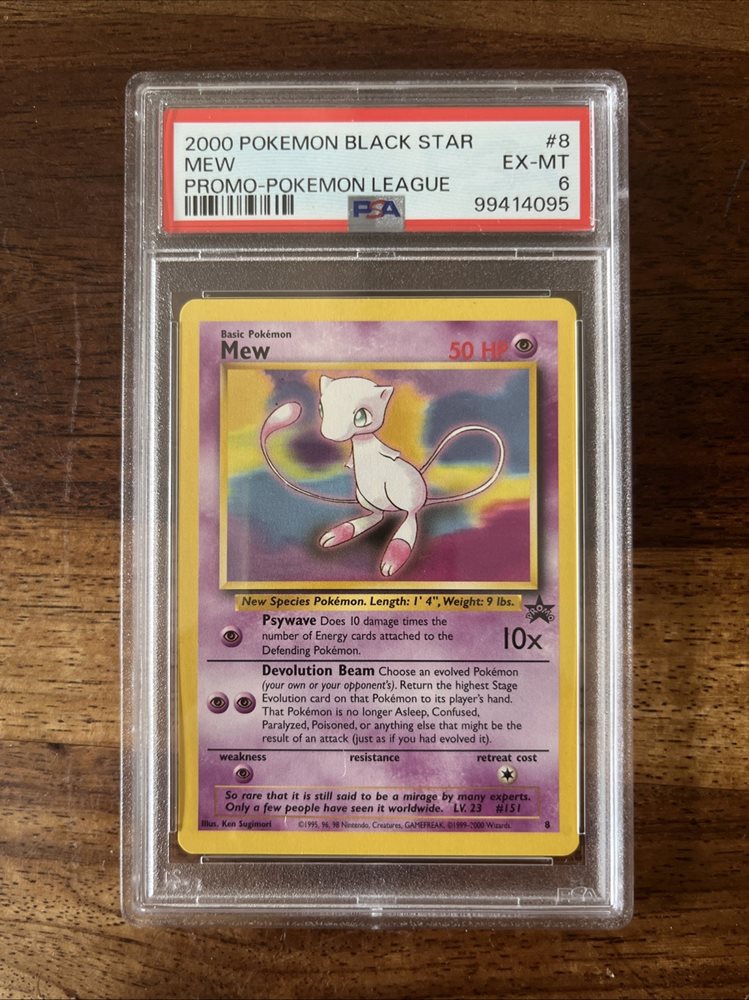 2000 POKEMON BLACK STAR #8
MEW EX-MT
PROMO-POKEMON LEAGUE 6
PSA 99414095
Basic Pokémon
Mew 50 HP
New Species Pokémon. Length: 1' 4", Weight: 9 lbs.
PROMO
Psywave Does 10 damage times the
number of Energy cards attached to the
Defending Pokémon.
10x
Devolution Beam Choose an evolved Pokémon
(your own or your opponent's). Return the highest Stage
Evolution card on that Pokémon to its player's hand.
That Pokémon is no longer Asleep, Confused,
Paralyzed, Poisoned, or anything else that might be the
result of an attack (just as if you had evolved it).
weakness resistance retreat cost
So rare that it is still said to be a mirage by many experts.
Only a few people have seen it worldwide. LV. 23 #151
Illus. Ken Sugimori ©1995, 96, 98 Nintendo, Creatures, GAMEFREAK. ©1999-2000 Wizards. 8
PSA